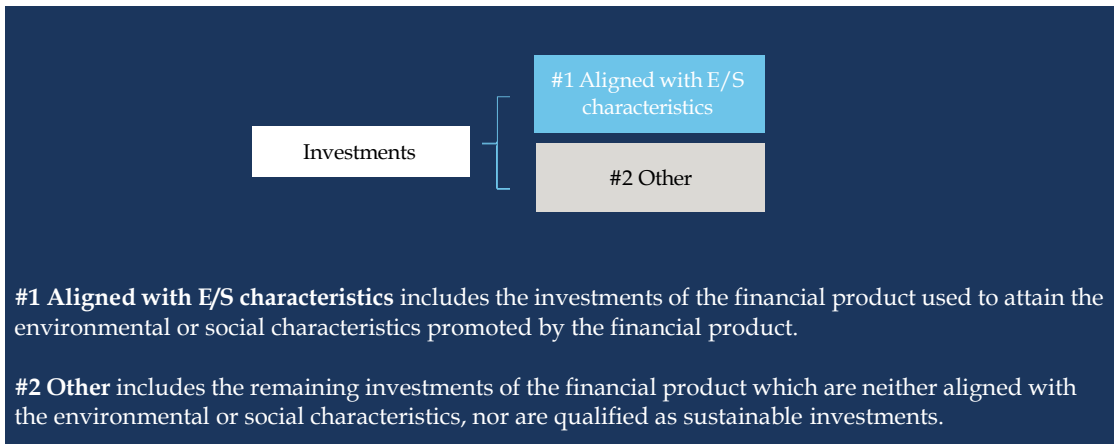 #1 Aligned with E/S
characteristics
Investments
#2 Other
#1 Aligned with E/S characteristics includes the investments of the financial product used to attain the
environmental or social characteristics promoted by the financial product.
#2 Other includes the remaining investments of the financial product which are neither aligned with
the environmental or social characteristics, nor are qualified as sustainable investments.